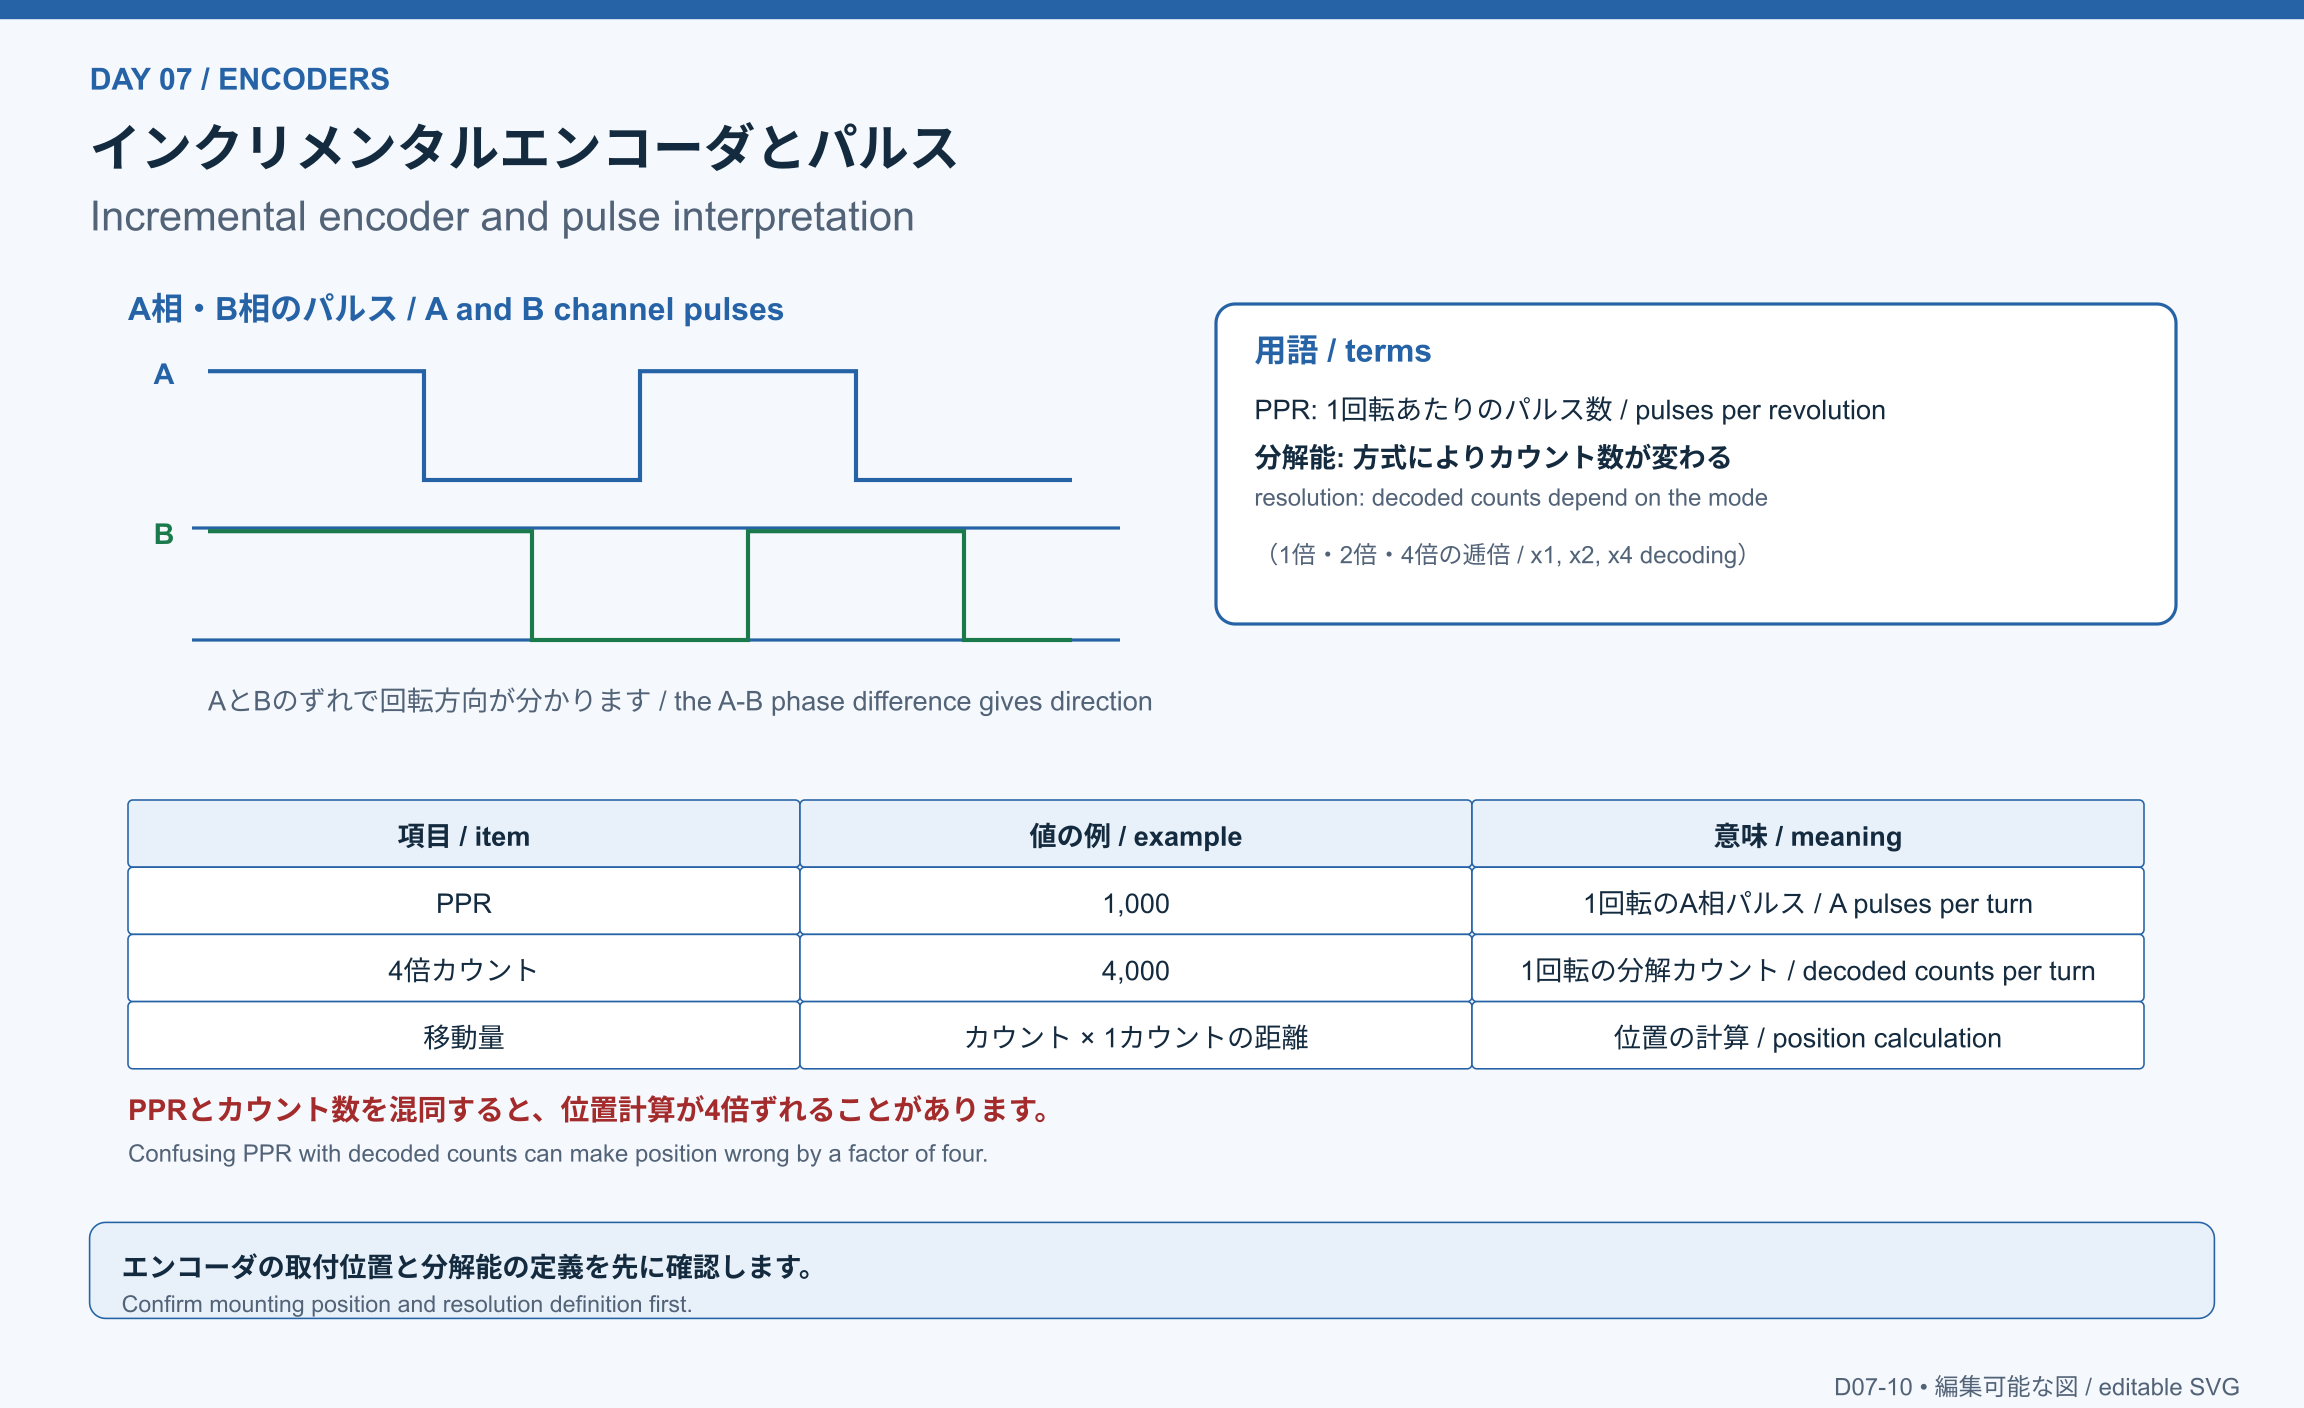 DAY 07 / ENCODERS
インクリメンタルエンコーダとパルス
Incremental encoder and pulse interpretation
A相・B相のパルス / A and B channel pulses
A
B
AとBのずれで回転方向が分かります / the A-B phase difference gives direction
用語 / terms
PPR: 1回転あたりのパルス数 / pulses per revolution
分解能: 方式によりカウント数が変わる
resolution: decoded counts depend on the mode
（1倍・2倍・4倍の逓倍 / x1, x2, x4 decoding）
項目 / item
値の例 / example
意味 / meaning
PPR
1,000
1回転のA相パルス / A pulses per turn
4倍カウント
4,000
1回転の分解カウント / decoded counts per turn
移動量
カウント × 1カウントの距離
位置の計算 / position calculation
PPRとカウント数を混同すると、位置計算が4倍ずれることがあります。
Confusing PPR with decoded counts can make position wrong by a factor of four.
エンコーダの取付位置と分解能の定義を先に確認します。
Confirm mounting position and resolution definition first.
D07-10 • 編集可能な図 / editable SVG